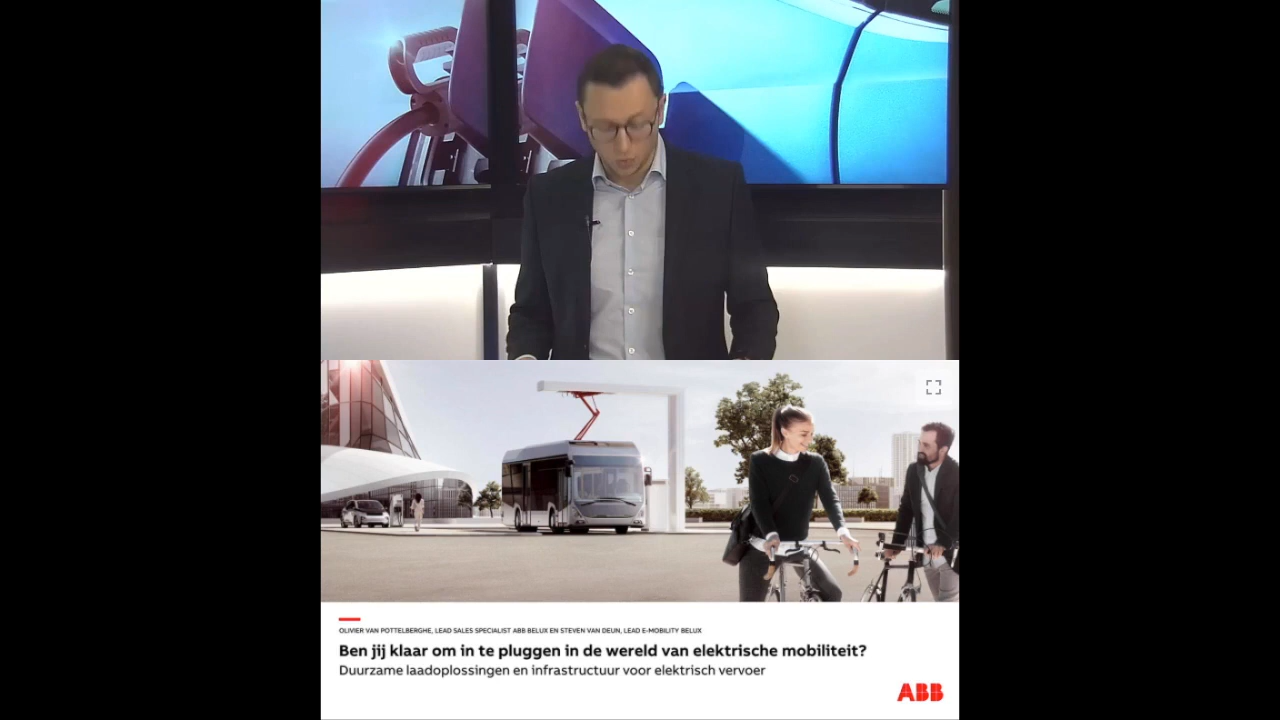 OLIVIER VAN POTTELBERGHE, LEAD SALES SPECIALIST ABB BELUX EN STEVEN VAN DEUN, LEAD E-MOBILITY BELUX
Ben jij klaar om in te pluggen in de wereld van elektrische mobiliteit?
Duurzame laadoplossingen en infrastructuur voor elektrisch vervoer
ABB